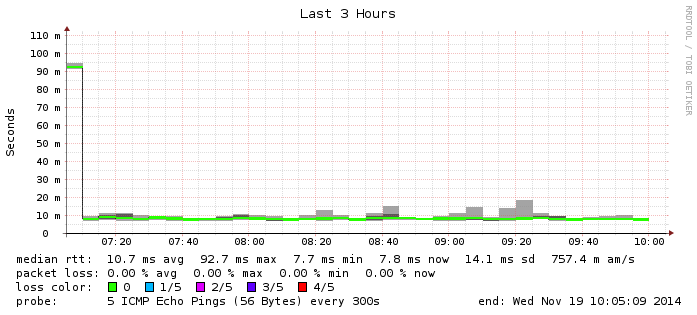 Last 3 Hours
RRDTOOL / TOBI OETIKER
Seconds
110 m
100 m
90 m
80 m
70 m
60 m
50 m
40 m
30 m
20 m
10 m
0
07:20 07:40 08:00 08:20 08:40 09:00 09:20 09:40 10:00
median rtt: 10.7 ms avg 92.7 ms max 7.7 ms min 7.8 ms now 14.1 ms sd 757.4 m am/s
packet loss: 0.00 % avg 0.00 % max 0.00 % min 0.00 % now
loss color: 0 1/5 2/5 3/5 4/5
probe: 5 ICMP Echo Pings (56 Bytes) every 300s end: Wed Nov 19 10:05:09 2014